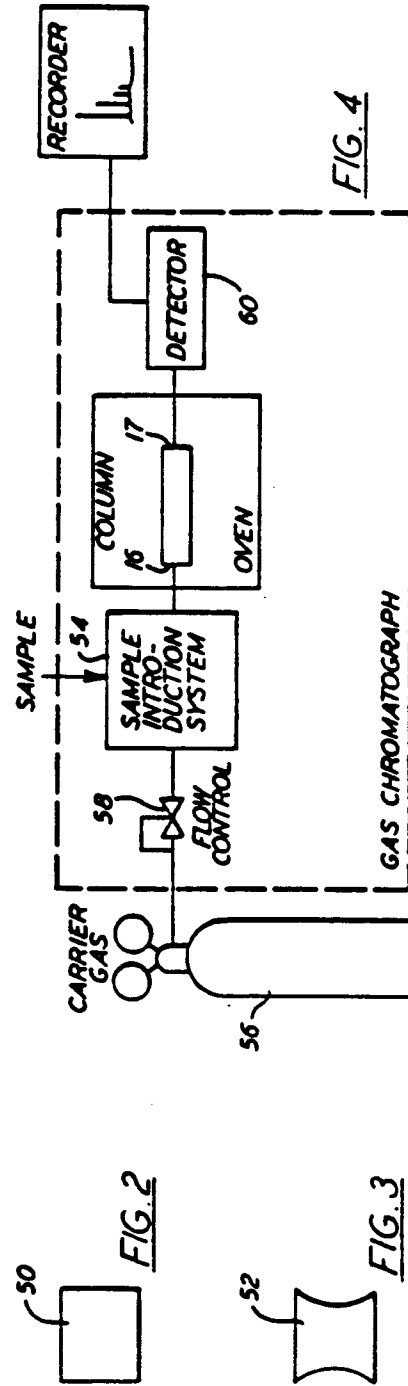 50
FIG. 2
52
FIG. 3
CARRIER
GAS
56
58
FLOW
CONTROL
SAMPLE
54
SAMPLE
INTRO-
DUCTION
SYSTEM
COLUMN
16
17
OVEN
DETECTOR
60
RECORDER
GAS CHROMATOGRAPH
FIG. 4